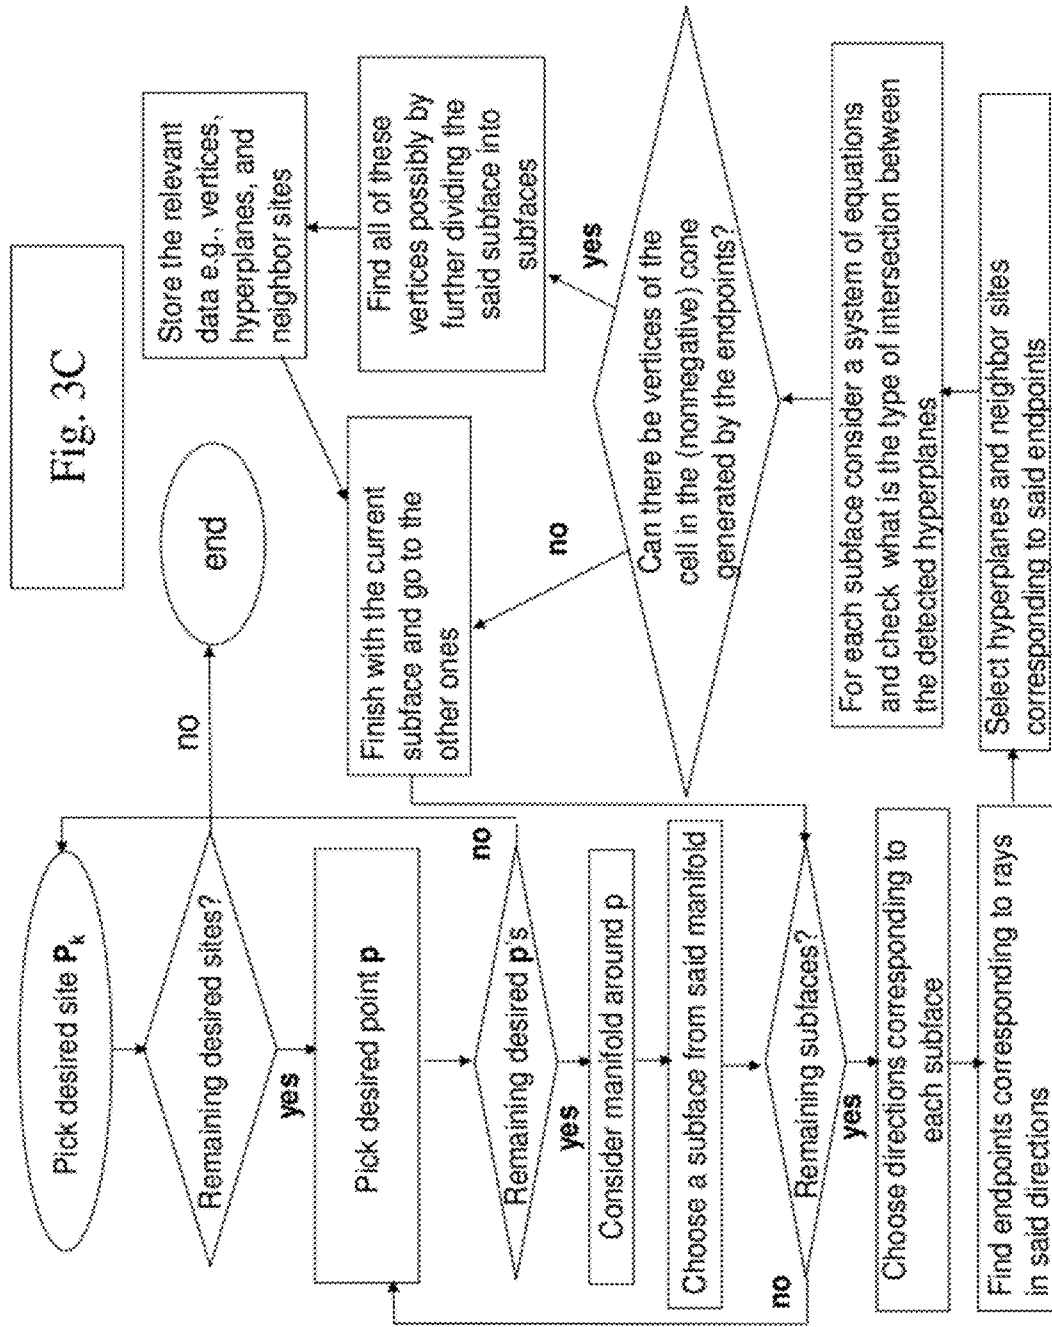 Fig. 3C
Pick desired site Pk
Remaining desired sites?
no
end
yes
Pick desired point p
Remaining desired p's
no
yes
Consider manifold around p
Choose a subface from said manifold
Remaining subfaces?
no
yes
Choose directions corresponding to
each subface
Find endpoints corresponding to rays
in said directions
Select hyperplanes and neighbor sites
corresponding to said endpoints
For each subface consider a system of equations
and check what is the type of intersection between
the detected hyperplanes
Can there be vertices of the
cell in the (nonnegative) cone
generated by the endpoints?
no
yes
Find all of these
vertices possibly by
further dividing the
said subface into
subfaces
Store the relevant
data e.g., vertices,
hyperplanes, and
neighbor sites
Finish with the current
subface and go to the
other ones